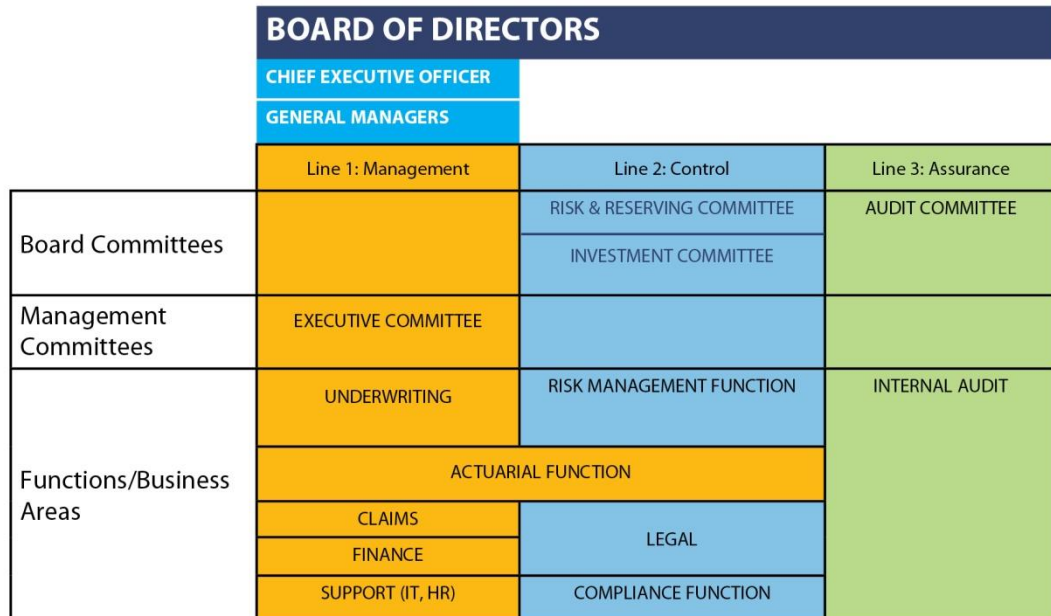 BOARD OF DIRECTORS
CHIEF EXECUTIVE OFFICER
GENERAL MANAGERS
Line 1: Management
Line 2: Control
Line 3: Assurance
Board Committees
RISK & RESERVING COMMITTEE
AUDIT COMMITTEE
INVESTMENT COMMITTEE
Management
Committees
EXECUTIVE COMMITTEE
Functions/Business
Areas
UNDERWRITING
RISK MANAGEMENT FUNCTION
INTERNAL AUDIT
ACTUARIAL FUNCTION
CLAIMS
LEGAL
FINANCE
SUPPORT (IT, HR)
COMPLIANCE FUNCTION